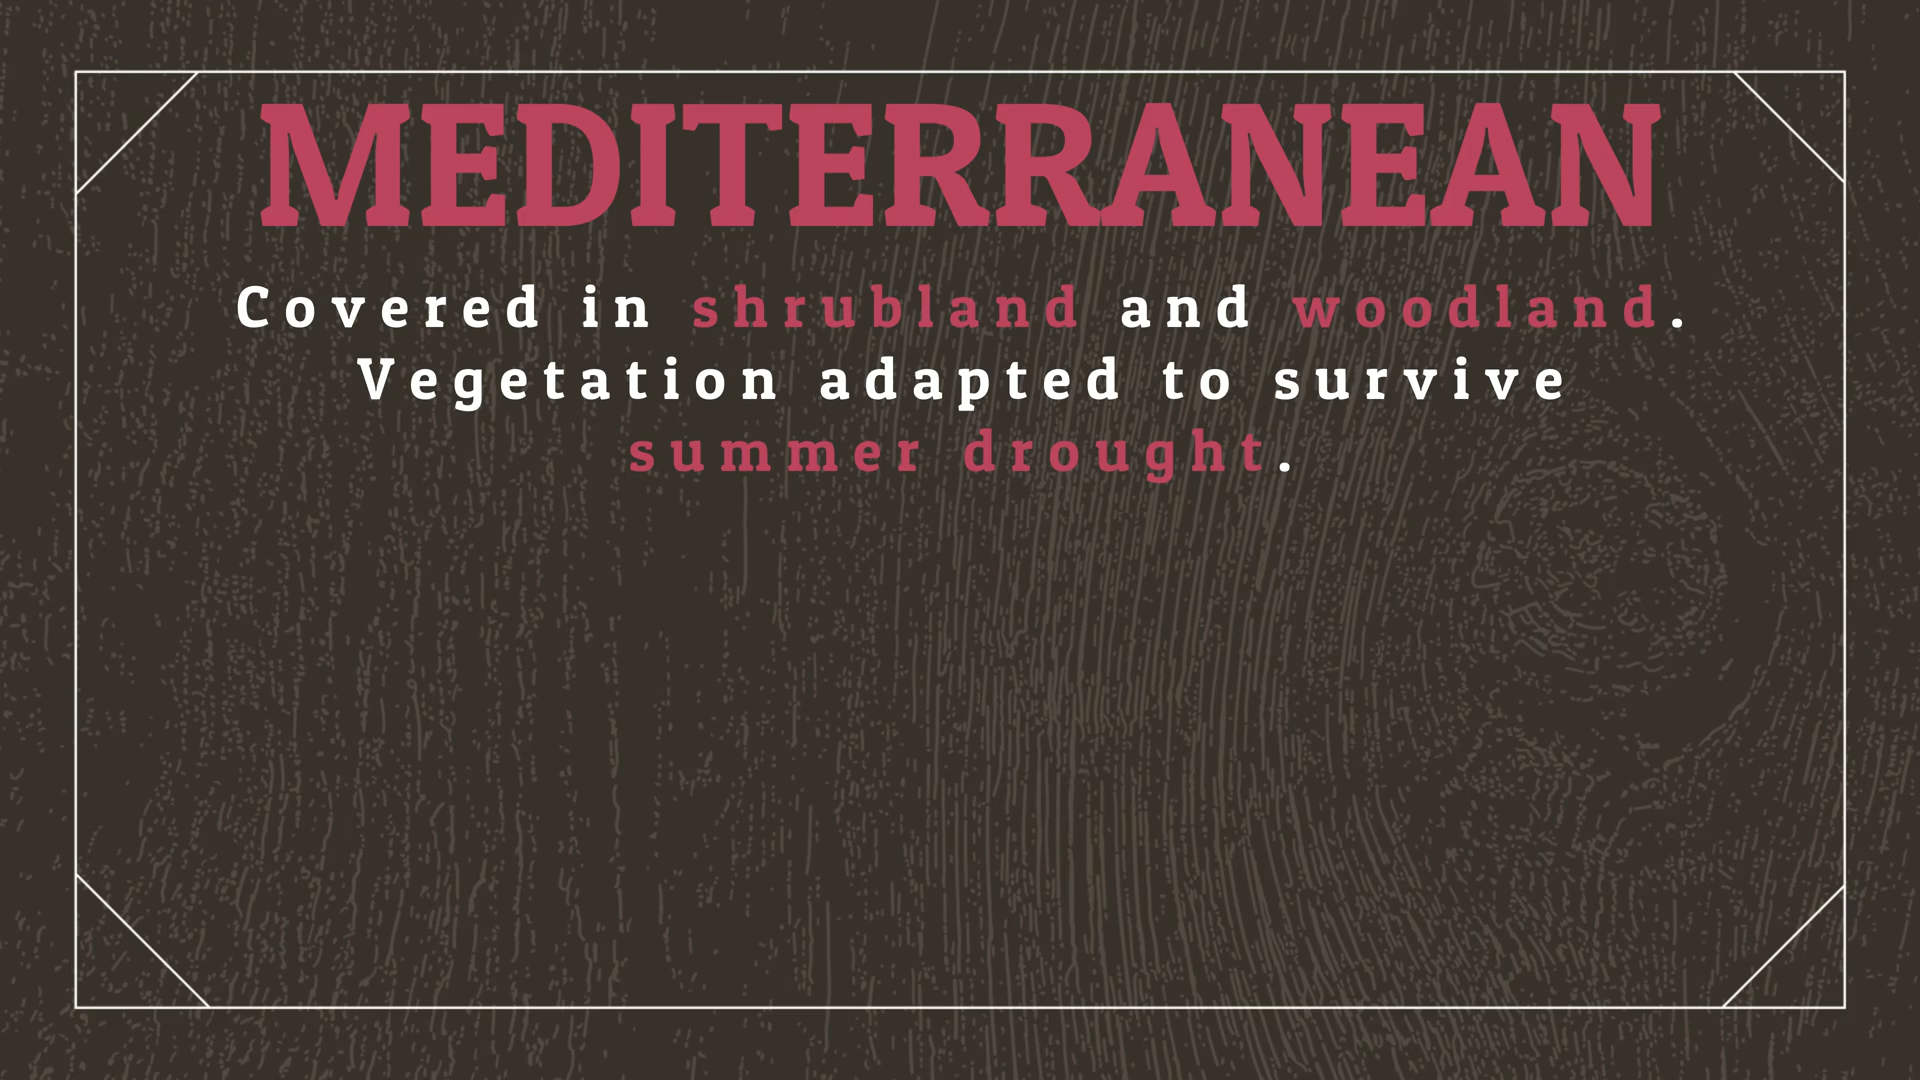 MEDITERRANEAN
Covered in shrubland and woodland.
Vegetation adapted to survive
summer drought.